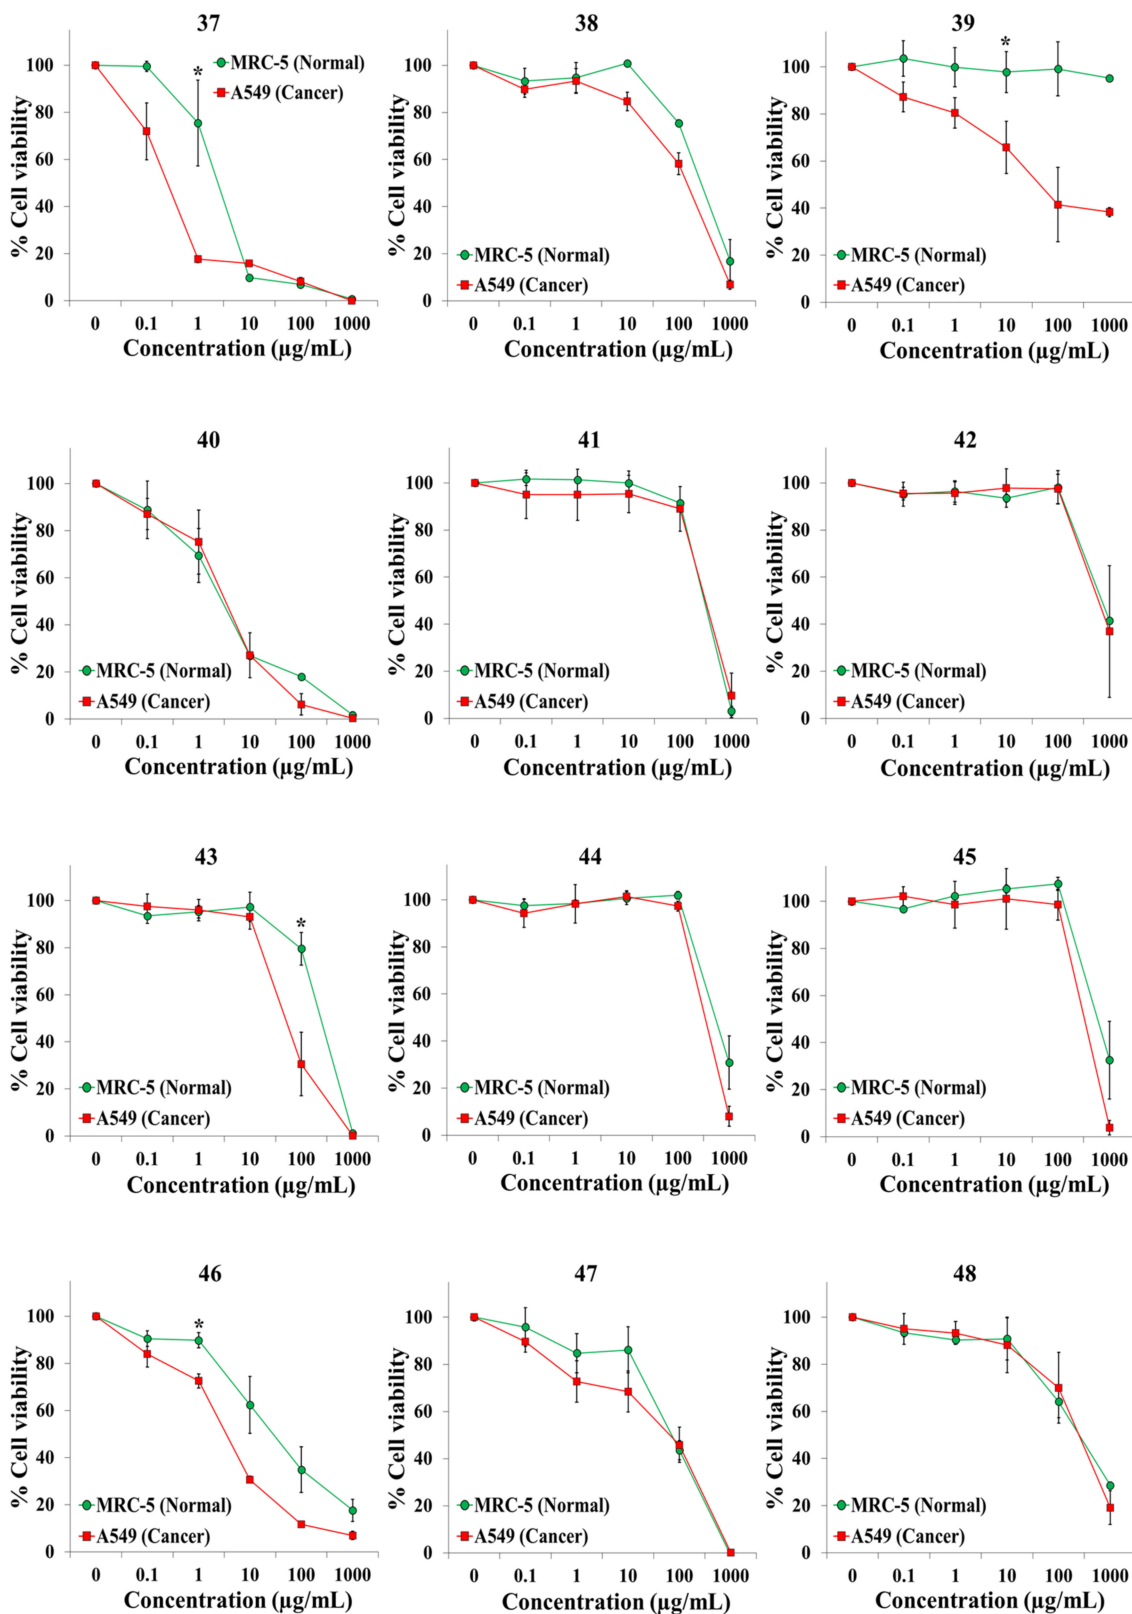 37
% Cell viability
100
80
60
40
20
0
*
MRC-5 (Normal)
A549 (Cancer)
0 0.1 1 10 100 1000
Concentration (µg/mL)
38
% Cell viability
100
80
60
40
20
0
MRC-5 (Normal)
A549 (Cancer)
0 0.1 1 10 100 1000
Concentration (µg/mL)
39
% Cell viability
100
80
60
40
20
0
*
MRC-5 (Normal)
A549 (Cancer)
0 0.1 1 10 100 1000
Concentration (µg/mL)
40
% Cell viability
100
80
60
40
20
0
MRC-5 (Normal)
A549 (Cancer)
0 0.1 1 10 100 1000
Concentration (µg/mL)
41
% Cell viability
100
80
60
40
20
0
MRC-5 (Normal)
A549 (Cancer)
0 0.1 1 10 100 1000
Concentration (µg/mL)
42
% Cell viability
100
80
60
40
20
0
MRC-5 (Normal)
A549 (Cancer)
0 0.1 1 10 100 1000
Concentration (µg/mL)
43
% Cell viability
100
80
60
40
20
0
*
MRC-5 (Normal)
A549 (Cancer)
0 0.1 1 10 100 1000
Concentration (µg/mL)
44
% Cell viability
100
80
60
40
20
0
MRC-5 (Normal)
A549 (Cancer)
0 0.1 1 10 100 1000
Concentration (µg/mL)
45
% Cell viability
100
80
60
40
20
0
MRC-5 (Normal)
A549 (Cancer)
0 0.1 1 10 100 1000
Concentration (µg/mL)
46
% Cell viability
100
80
60
40
20
0
*
MRC-5 (Normal)
A549 (Cancer)
0 0.1 1 10 100 1000
Concentration (µg/mL)
47
% Cell viability
100
80
60
40
20
0
MRC-5 (Normal)
A549 (Cancer)
0 0.1 1 10 100 1000
Concentration (µg/mL)
48
% Cell viability
100
80
60
40
20
0
MRC-5 (Normal)
A549 (Cancer)
0 0.1 1 10 100 1000
Concentration (µg/mL)